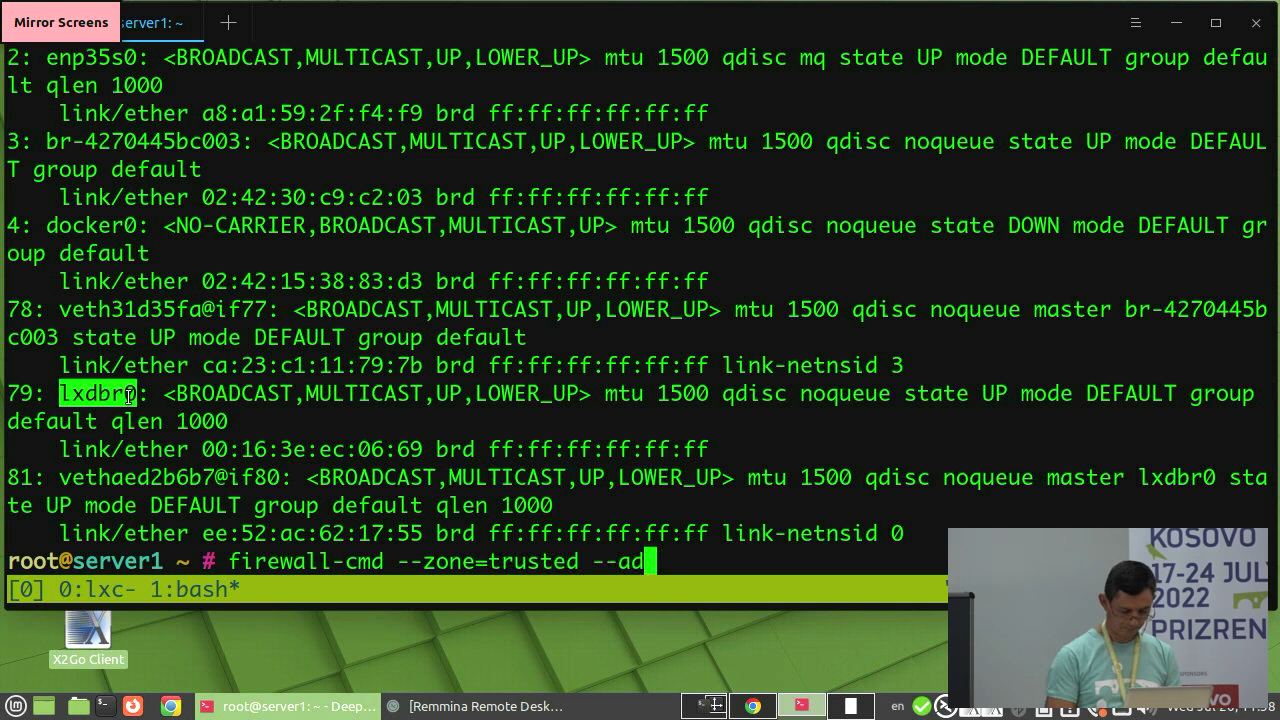 Mirror Screens
server1: ~
2: enp35s0: <BROADCAST,MULTICAST,UP,LOWER_UP> mtu 1500 qdisc mq state UP mode DEFAULT group defau
lt qlen 1000
link/ether a8:a1:59:2f:f4:f9 brd ff:ff:ff:ff:ff:ff
3: br-4270445bc003: <BROADCAST,MULTICAST,UP,LOWER_UP> mtu 1500 qdisc noqueue state UP mode DEFAUL
T group default
link/ether 02:42:30:c9:c2:03 brd ff:ff:ff:ff:ff:ff
4: docker0: <NO-CARRIER,BROADCAST,MULTICAST,UP> mtu 1500 qdisc noqueue state DOWN mode DEFAULT gr
oup default
link/ether 02:42:15:38:83:d3 brd ff:ff:ff:ff:ff:ff
78: veth31d35fa@if77: <BROADCAST,MULTICAST,UP,LOWER_UP> mtu 1500 qdisc noqueue master br-4270445b
c003 state UP mode DEFAULT group default
link/ether ca:23:c1:11:79:7b brd ff:ff:ff:ff:ff:ff link-netnsid 3
79: lxdbr0: <BROADCAST,MULTICAST,UP,LOWER_UP> mtu 1500 qdisc noqueue state UP mode DEFAULT group
default qlen 1000
link/ether 00:16:3e:ec:06:69 brd ff:ff:ff:ff:ff:ff
81: vethaed2b6b7@if80: <BROADCAST,MULTICAST,UP,LOWER_UP> mtu 1500 qdisc noqueue master lxdbr0 sta
te UP mode DEFAULT group default qlen 1000
link/ether ee:52:ac:62:17:55 brd ff:ff:ff:ff:ff:ff link-netnsid 0
root@server1 ~ # firewall-cmd --zone=trusted --ad
[0] 0:lxc- 1:bash*
KOSOVO
17-24 JUL
2022
PRIZREN
SPONSORS
X2Go Client
root@server1: ~ - Deep...
[Remmina Remote Desk...
en